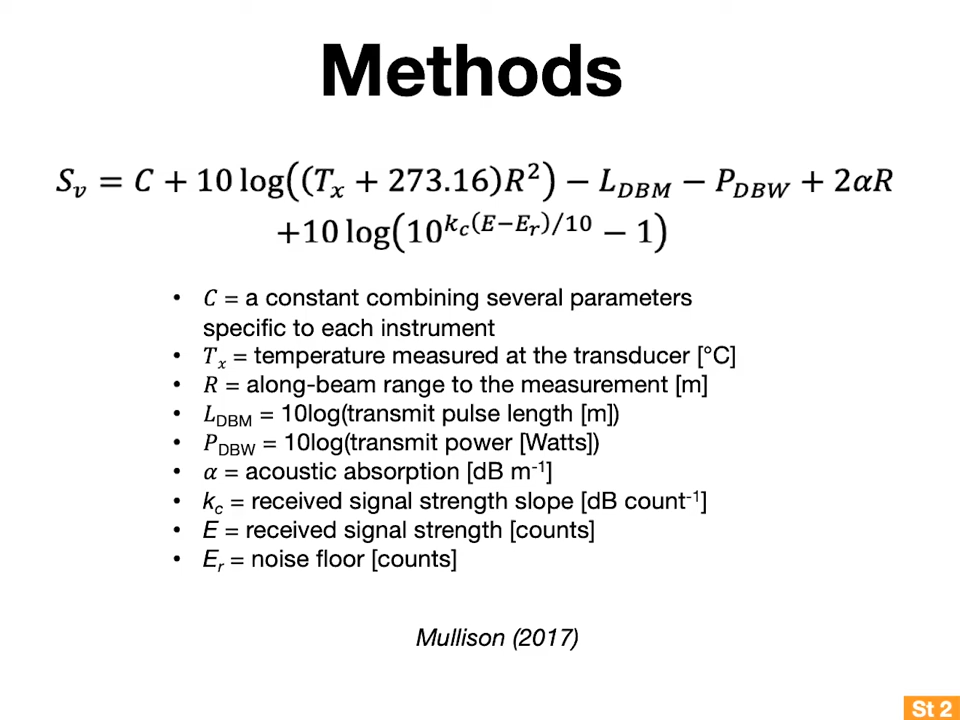 Methods
S_v = C + 10 log((T_x + 273.16)R²) − L_DBM − P_DBW + 2αR
+10 log(10^{k_c(E−E_r)/10} − 1)
• C = a constant combining several parameters
specific to each instrument
• T_x = temperature measured at the transducer [°C]
• R = along-beam range to the measurement [m]
• L_DBM = 10log(transmit pulse length [m])
• P_DBW = 10log(transmit power [Watts])
• α = acoustic absorption [dB m⁻¹]
• k_c = received signal strength slope [dB count⁻¹]
• E = received signal strength [counts]
• E_r = noise floor [counts]
Mullison (2017)
St 2